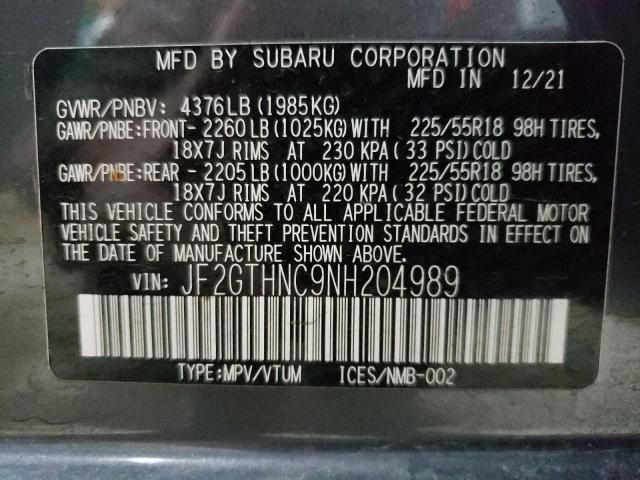 MFD BY SUBARU CORPORATION
MFD IN 12/21
GVWR/PNBV: 4376LB (1985KG)
GAWR/PNBE:FRONT- 2260 LB (1025KG) WITH 225/55R18 98H TIRES,
18X7J RIMS AT 230 KPA ( 33 PSI) COLD
GAWR/PNBE:REAR - 2205 LB (1000KG) WITH 225/55R18 98H TIRES,
18X7J RIMS AT 220 KPA ( 32 PSI) COLD
THIS VEHICLE CONFORMS TO ALL APPLICABLE FEDERAL MOTOR
VEHICLE SAFETY AND THEFT PREVENTION STANDARDS IN EFFECT ON
THE DATE OF MANUFACTURE SHOWN ABOVE.
VIN: JF2GTHNC9NH204989
TYPE:MPV/VTUM ICES/NMB-002